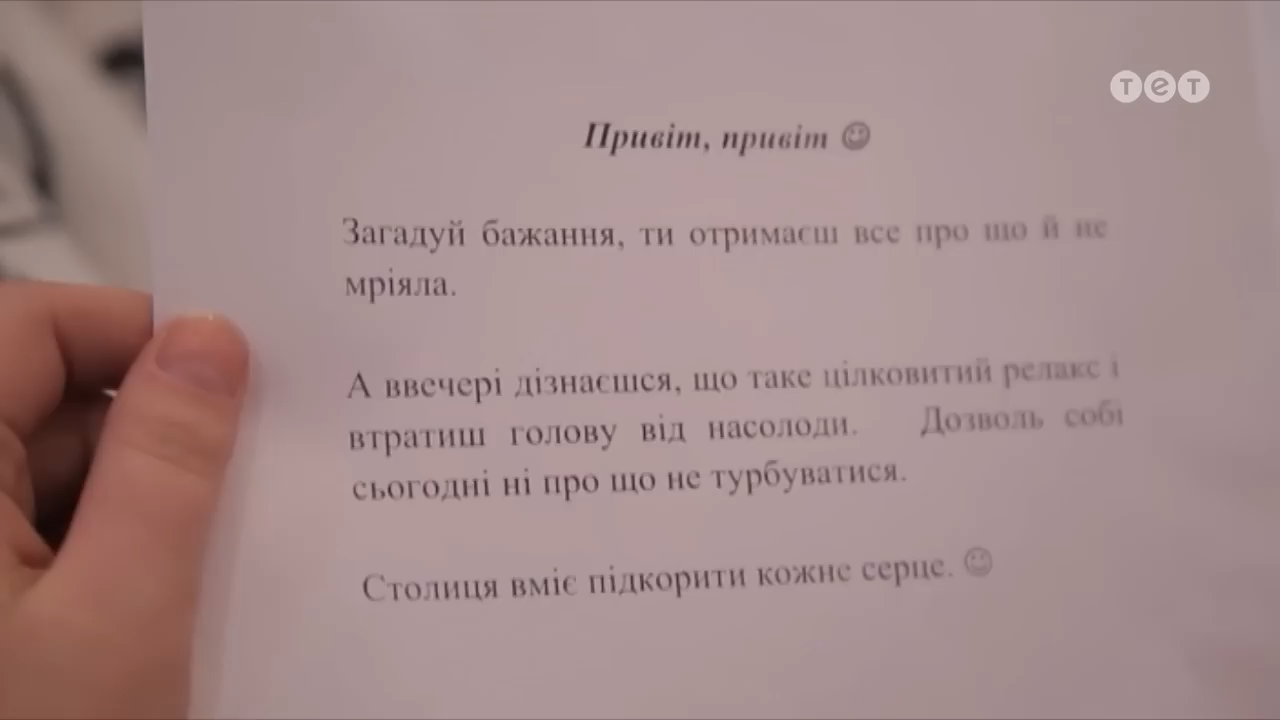 тет
Привіт, привіт ☺
Загадуй бажання, ти отримаєш все про що й не
мріяла.
А ввечері дізнаєшся, що таке цілковитий релакс і
втратиш голову від насолоди. Дозволь собі
сьогодні ні про що не турбуватися.
Столиця вміє підкорити кожне серце. ☺